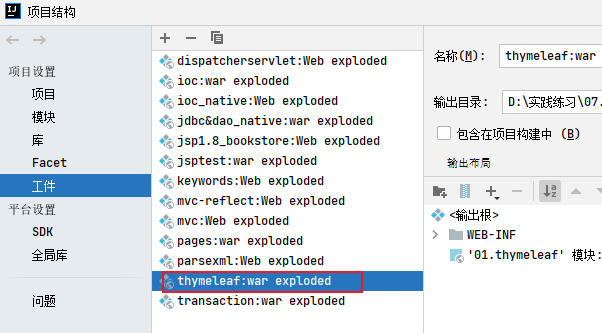 项目结构
项目设置
项目
模块
库
Facet
工件
平台设置
SDK
全局库
问题
dispatcherservlet:Web exploded
ioc:war exploded
ioc_native:Web exploded
jdbc&dao_native:war exploded
jsp1.8_bookstore:Web exploded
jsptest:war exploded
keywords:Web exploded
mvc-reflect:Web exploded
mvc:Web exploded
pages:war exploded
parsexml:Web exploded
thymeleaf:war exploded
transaction:war exploded
名称(M): thymeleaf:war
输出目录: D:\实践练习\07.
包含在项目构建中 (B)
输出布局
<输出根>
WEB-INF
'01.thymeleaf' 模块: